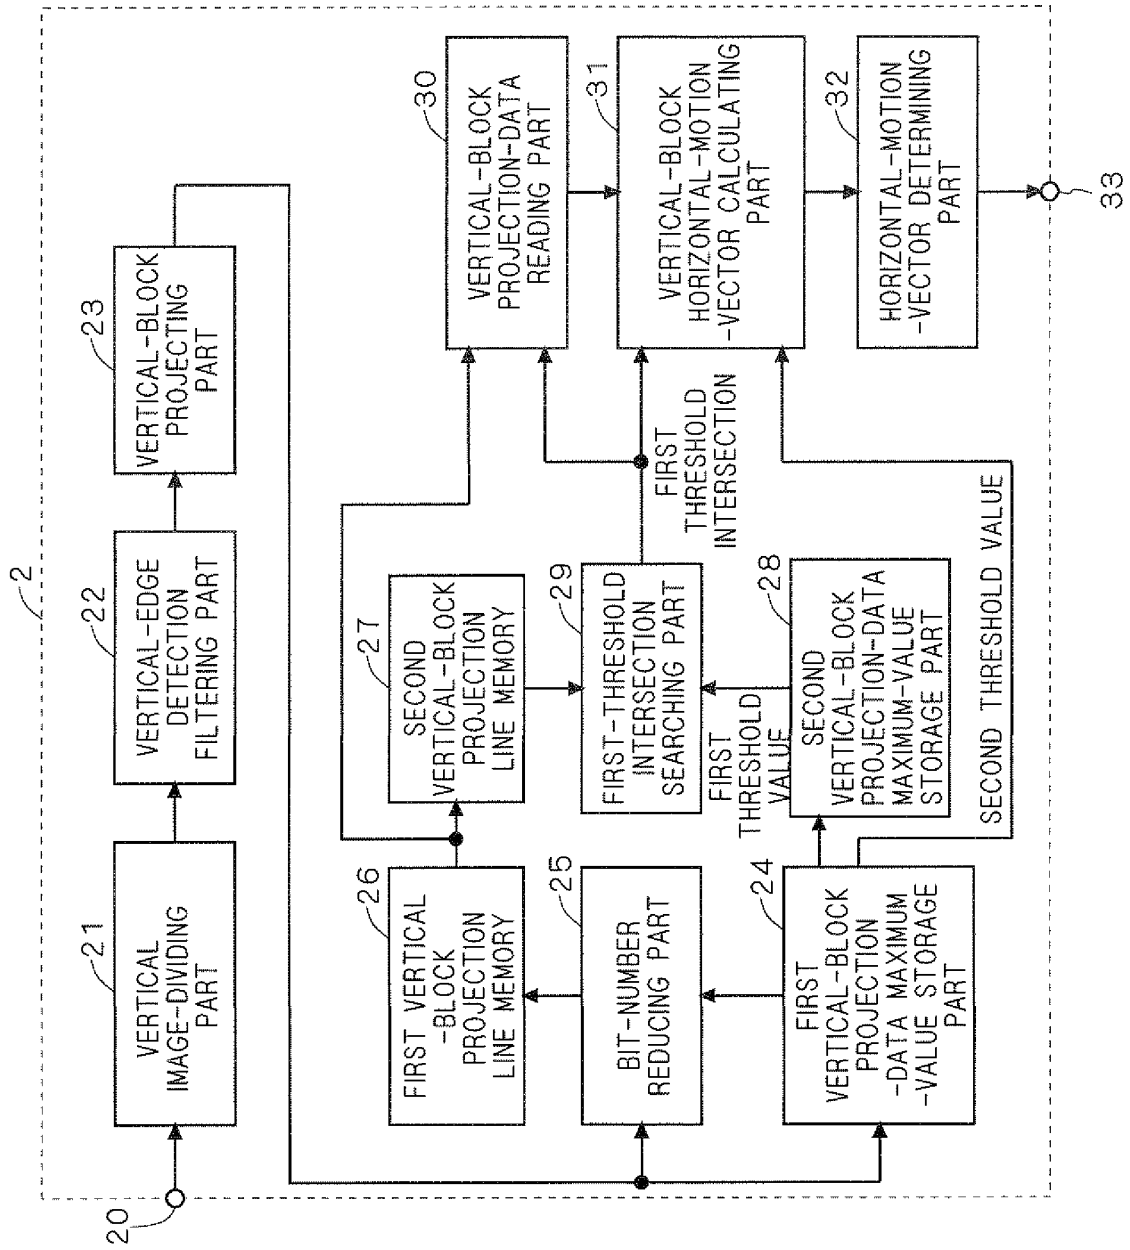 2
20
21
VERTICAL
IMAGE-DIVIDING
PART
22
VERTICAL-EDGE
DETECTION
FILTERING PART
23
VERTICAL-BLOCK
PROJECTING
PART
26
FIRST VERTICAL
-BLOCK
PROJECTION
LINE MEMORY
27
SECOND
VERTICAL-BLOCK
PROJECTION
LINE MEMORY
30
VERTICAL-BLOCK
PROJECTION-DATA
READING PART
25
BIT-NUMBER
REDUCING PART
29
FIRST-THRESHOLD
INTERSECTION
SEARCHING PART
FIRST
THRESHOLD
INTERSECTION
31
VERTICAL-BLOCK
HORIZONTAL-MOTION
-VECTOR CALCULATING
PART
FIRST
THRESHOLD
VALUE
24
FIRST
VERTICAL-BLOCK
PROJECTION
-DATA MAXIMUM
-VALUE STORAGE
PART
28
SECOND
VERTICAL-BLOCK
PROJECTION-DATA
MAXIMUM-VALUE
STORAGE PART
SECOND THRESHOLD VALUE
32
HORIZONTAL-MOTION
-VECTOR DETERMINING
PART
33